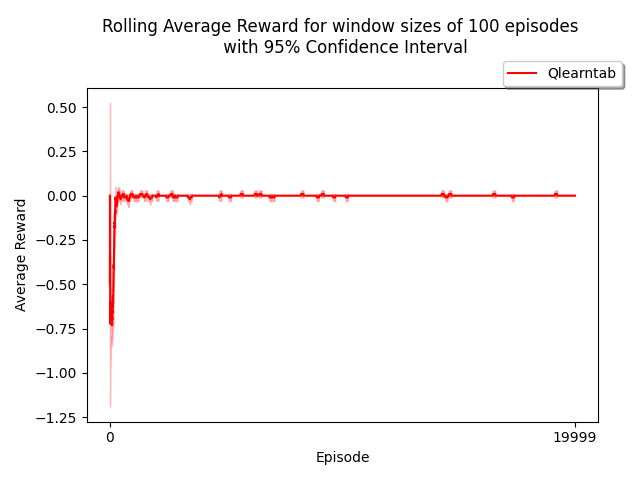 Rolling Average Reward for window sizes of 100 episodes
with 95% Confidence Interval
Qlearntab
0.50
0.25
0.00
−0.25
−0.50
−0.75
−1.00
−1.25
Average Reward
0
19999
Episode